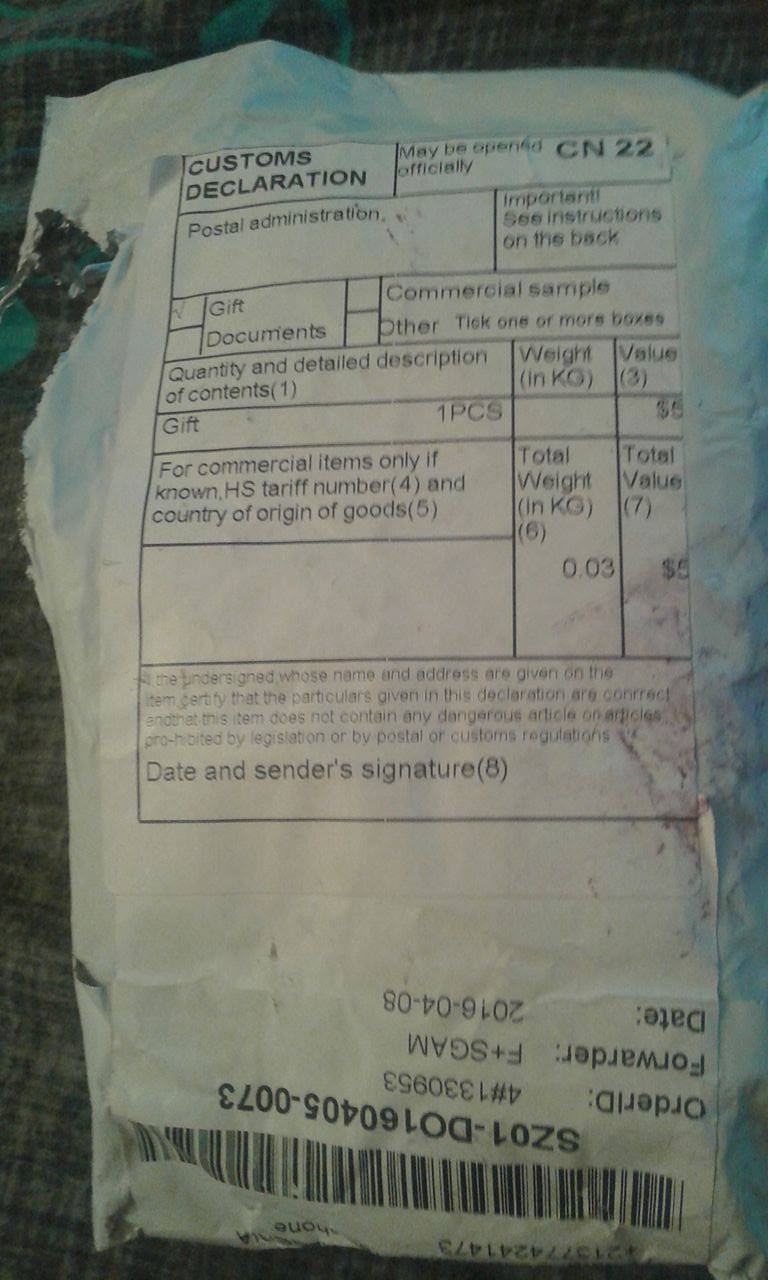 CUSTOMS
DECLARATION
May be opened
officially
CN 22
Postal administration.
Important!
See instructions
on the back
√ Gift
Commercial sample
Documents
Other Tick one or more boxes
Quantity and detailed description
of contents(1)
Weight
(in KG)
Value
(3)
Gift 1PCS $5
For commercial items only if
known,HS tariff number(4) and
country of origin of goods(5)
Total
Weight
(in KG)
(6)
Total
Value
(7)
0.03 $5
I the undersigned,whose name and address are given on the
item,certify that the particulars given in this declaration are conrrect
andthat this item does not contain any dangerous article or articles
pro-hibited by legislation or by postal or customs regulations
Date and sender's signature(8)
+213774241473
SZ01-DO160405-0073
OrderID: 4#1330953
Forwarder: F+SGAM
Date: 2016-04-08